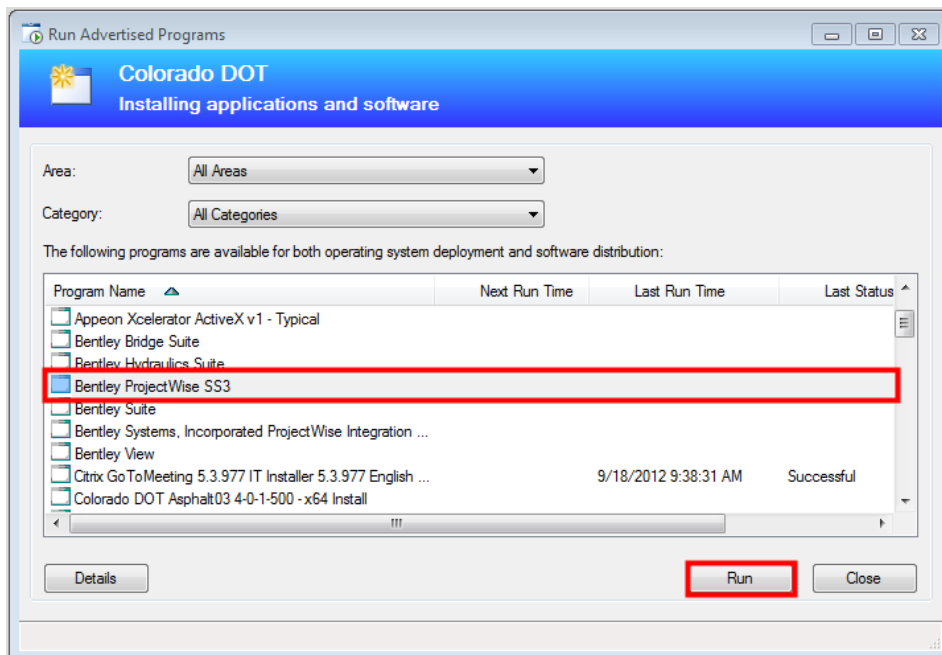 Run Advertised Programs
Colorado DOT
Installing applications and software
Area: All Areas
Category: All Categories
The following programs are available for both operating system deployment and software distribution:
Program Name Next Run Time Last Run Time Last Status
Appeon Xcelerator ActiveX v1 - Typical
Bentley Bridge Suite
Bentley Hydraulics Suite
Bentley ProjectWise SS3
Bentley Suite
Bentley Systems, Incorporated ProjectWise Integration ...
Bentley View
Citrix GoToMeeting 5.3.977 IT Installer 5.3.977 English ... 9/18/2012 9:38:31 AM Successful
Colorado DOT Asphalt03 4-0-1-500 - x64 Install
Details Run Close